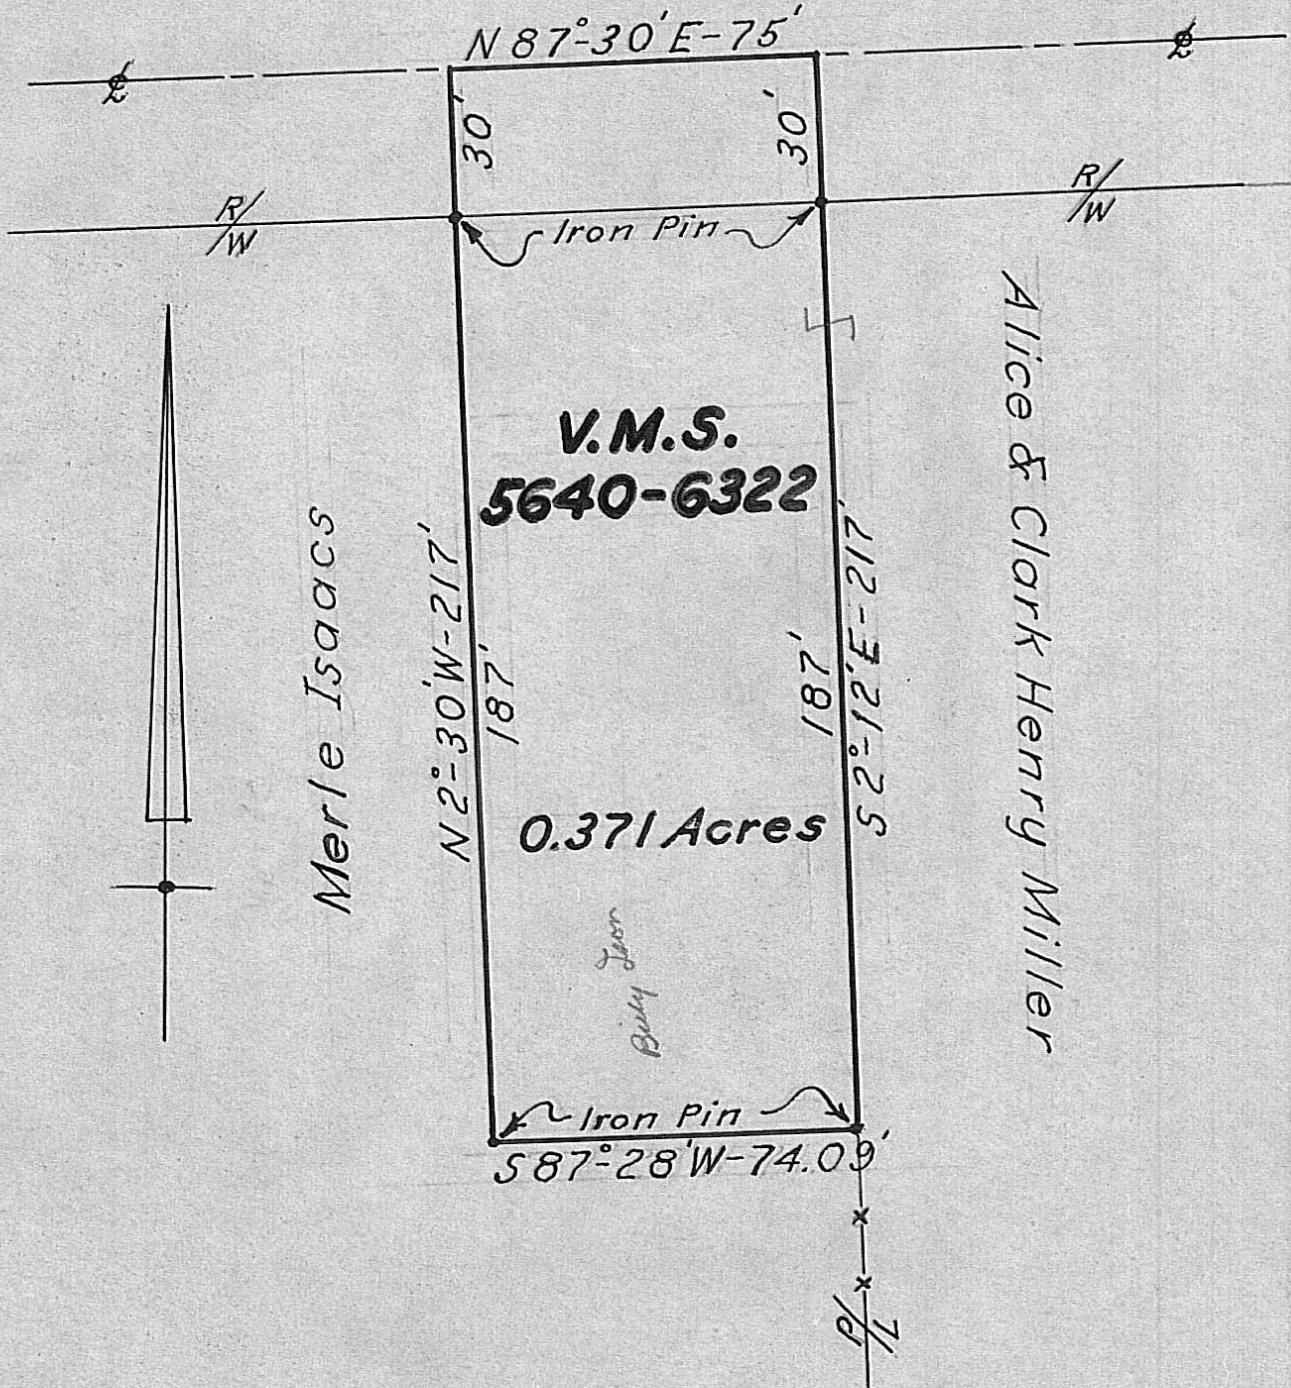 N 87°-30' E-75'
℄
℄
30'
30'
R/W
R/W
Iron Pin
V.M.S.
5640-6322
Merle Isaacs
Alice & Clark Henry Miller
N 2°-30' W-217'
187'
187'
S 2°-12' E-217'
0.371 Acres
Iron Pin
S 87°-28' W-74.09'
P/L